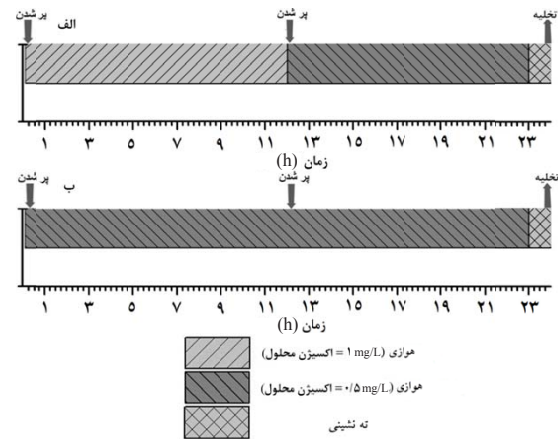 الف
پر شدن
پر شدن
تخلیه
۱ ۳ ۵ ۷ ۹ ۱۱ ۱۳ ۱۵ ۱۷ ۱۹ ۲۱ ۲۳
زمان (h)
ب
پر شدن
پر شدن
تخلیه
۱ ۳ ۵ ۷ ۹ ۱۱ ۱۳ ۱۵ ۱۷ ۱۹ ۲۱ ۲۳
زمان (h)
هوازی (۱ mg/L = اکسیژن محلول)
هوازی (۰/۵ mg/L = اکسیژن محلول)
ته نشینی